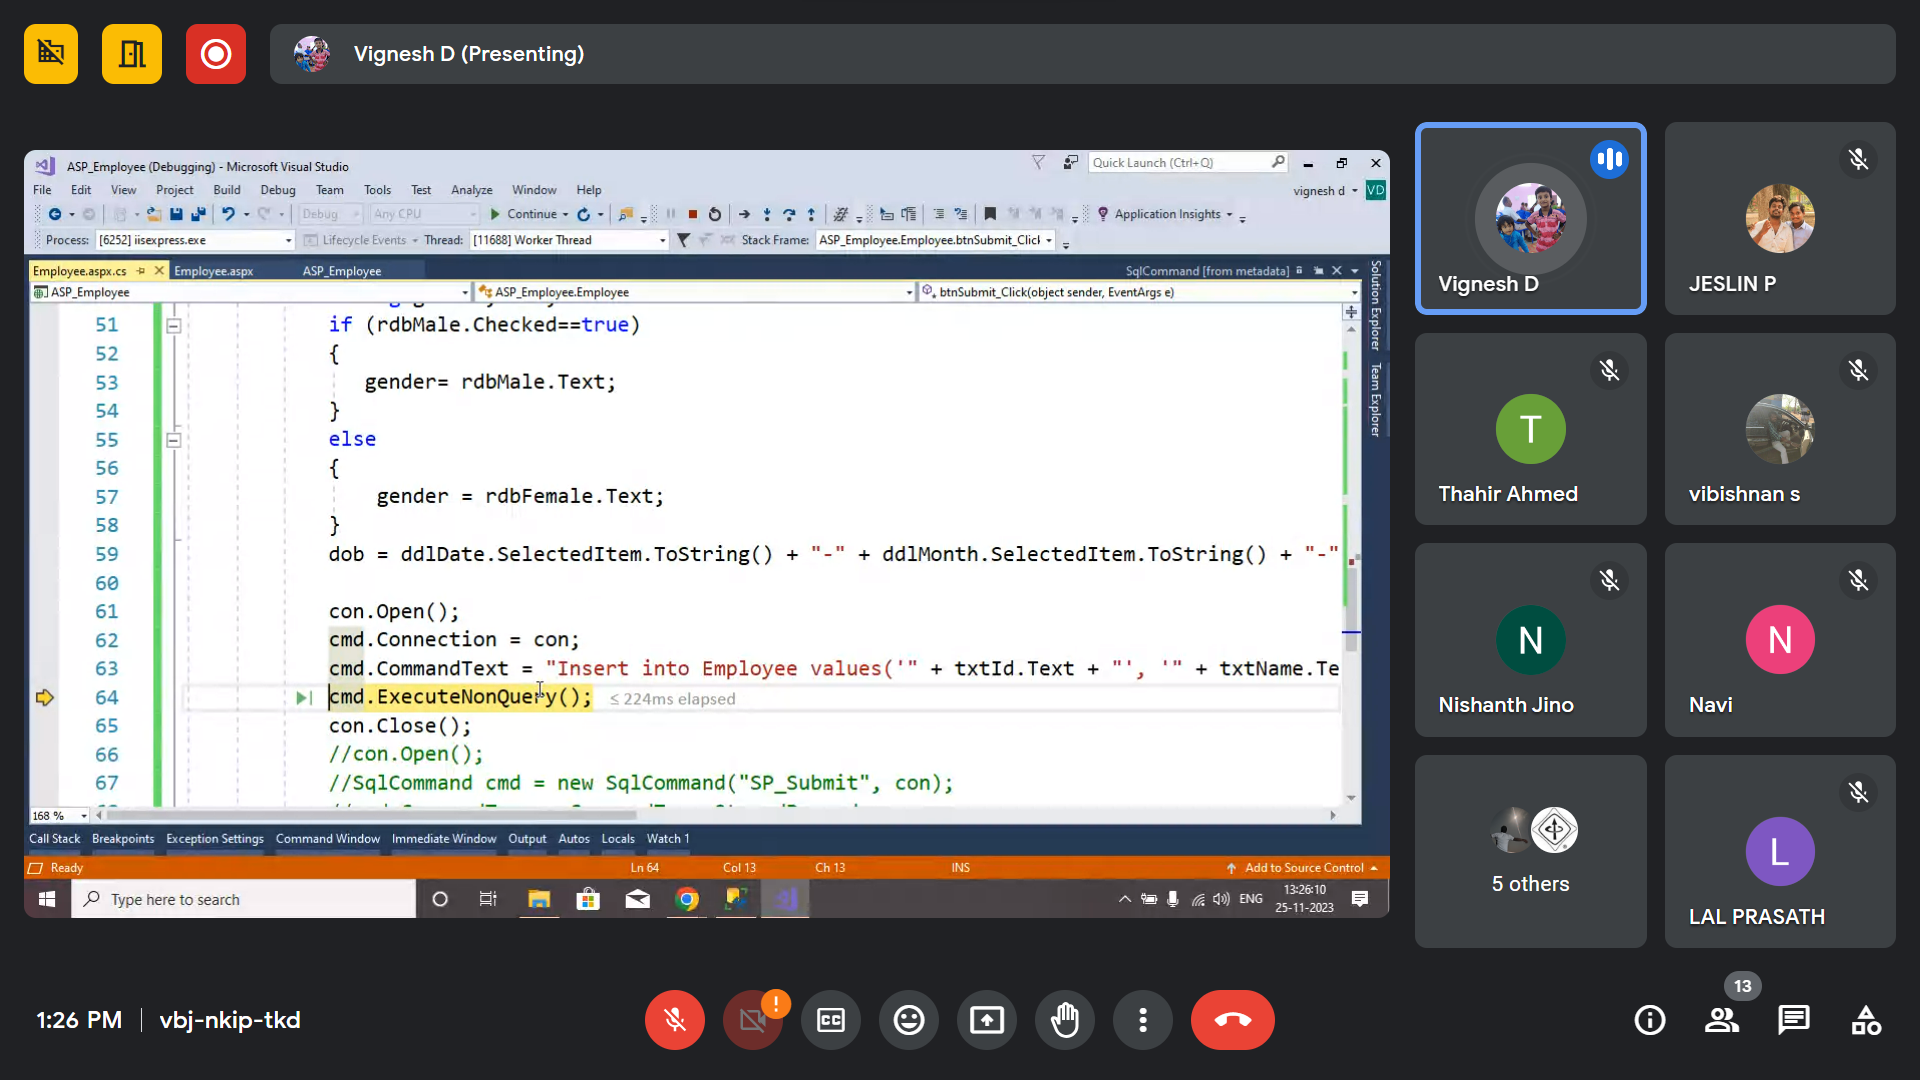 Vignesh D (Presenting)
ASP_Employee (Debugging) - Microsoft Visual Studio
Quick Launch (Ctrl+Q)
File Edit View Project Build Debug Team Tools Test Analyze Window Help
vignesh d VD
Debug Any CPU Continue Application Insights
Process: [6252] iisexpress.exe Lifecycle Events Thread: [11688] Worker Thread Stack Frame: ASP_Employee.Employee.btnSubmit_Click
Employee.aspx.cs Employee.aspx ASP_Employee SqlCommand [from metadata]
ASP_Employee ASP_Employee.Employee btnSubmit_Click(object sender, EventArgs e)
Solution Explorer
Team Explorer
51 if (rdbMale.Checked==true)
52 {
53 gender= rdbMale.Text;
54 }
55 else
56 {
57 gender = rdbFemale.Text;
58 }
59 dob = ddlDate.SelectedItem.ToString() + "-" + ddlMonth.SelectedItem.ToString() + "-"
60
61 con.Open();
62 cmd.Connection = con;
63 cmd.CommandText = "Insert into Employee values('" + txtId.Text + "', '" + txtName.Te
64 cmd.ExecuteNonQuery(); ≤ 224ms elapsed
65 con.Close();
66 //con.Open();
67 //SqlCommand cmd = new SqlCommand("SP_Submit", con);
168 %
Call Stack Breakpoints Exception Settings Command Window Immediate Window Output Autos Locals Watch 1
Ready Ln 64 Col 13 Ch 13 INS Add to Source Control
Type here to search
ENG
13:26:10
25-11-2023
Vignesh D
JESLIN P
T
Thahir Ahmed
vibishnan s
N
Nishanth Jino
N
Navi
5 others
L
LAL PRASATH
1:26 PM | vbj-nkip-tkd
!
CC
13